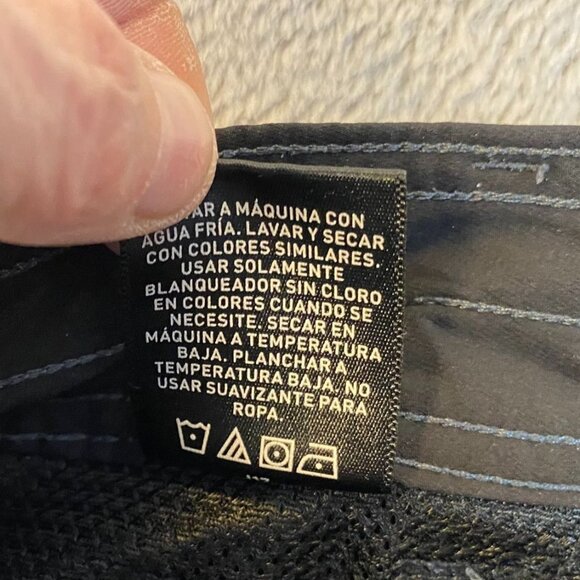 A MÁQUINA CON
AGUA FRÍA. LAVAR Y SECAR
CON COLORES SIMILARES.
USAR SOLAMENTE
BLANQUEADOR SIN CLORO
EN COLORES CUANDO SE
NECESITE. SECAR EN
MÁQUINA A TEMPERATURA
BAJA. PLANCHAR A
TEMPERATURA BAJA. NO
USAR SUAVIZANTE PARA
ROPA.